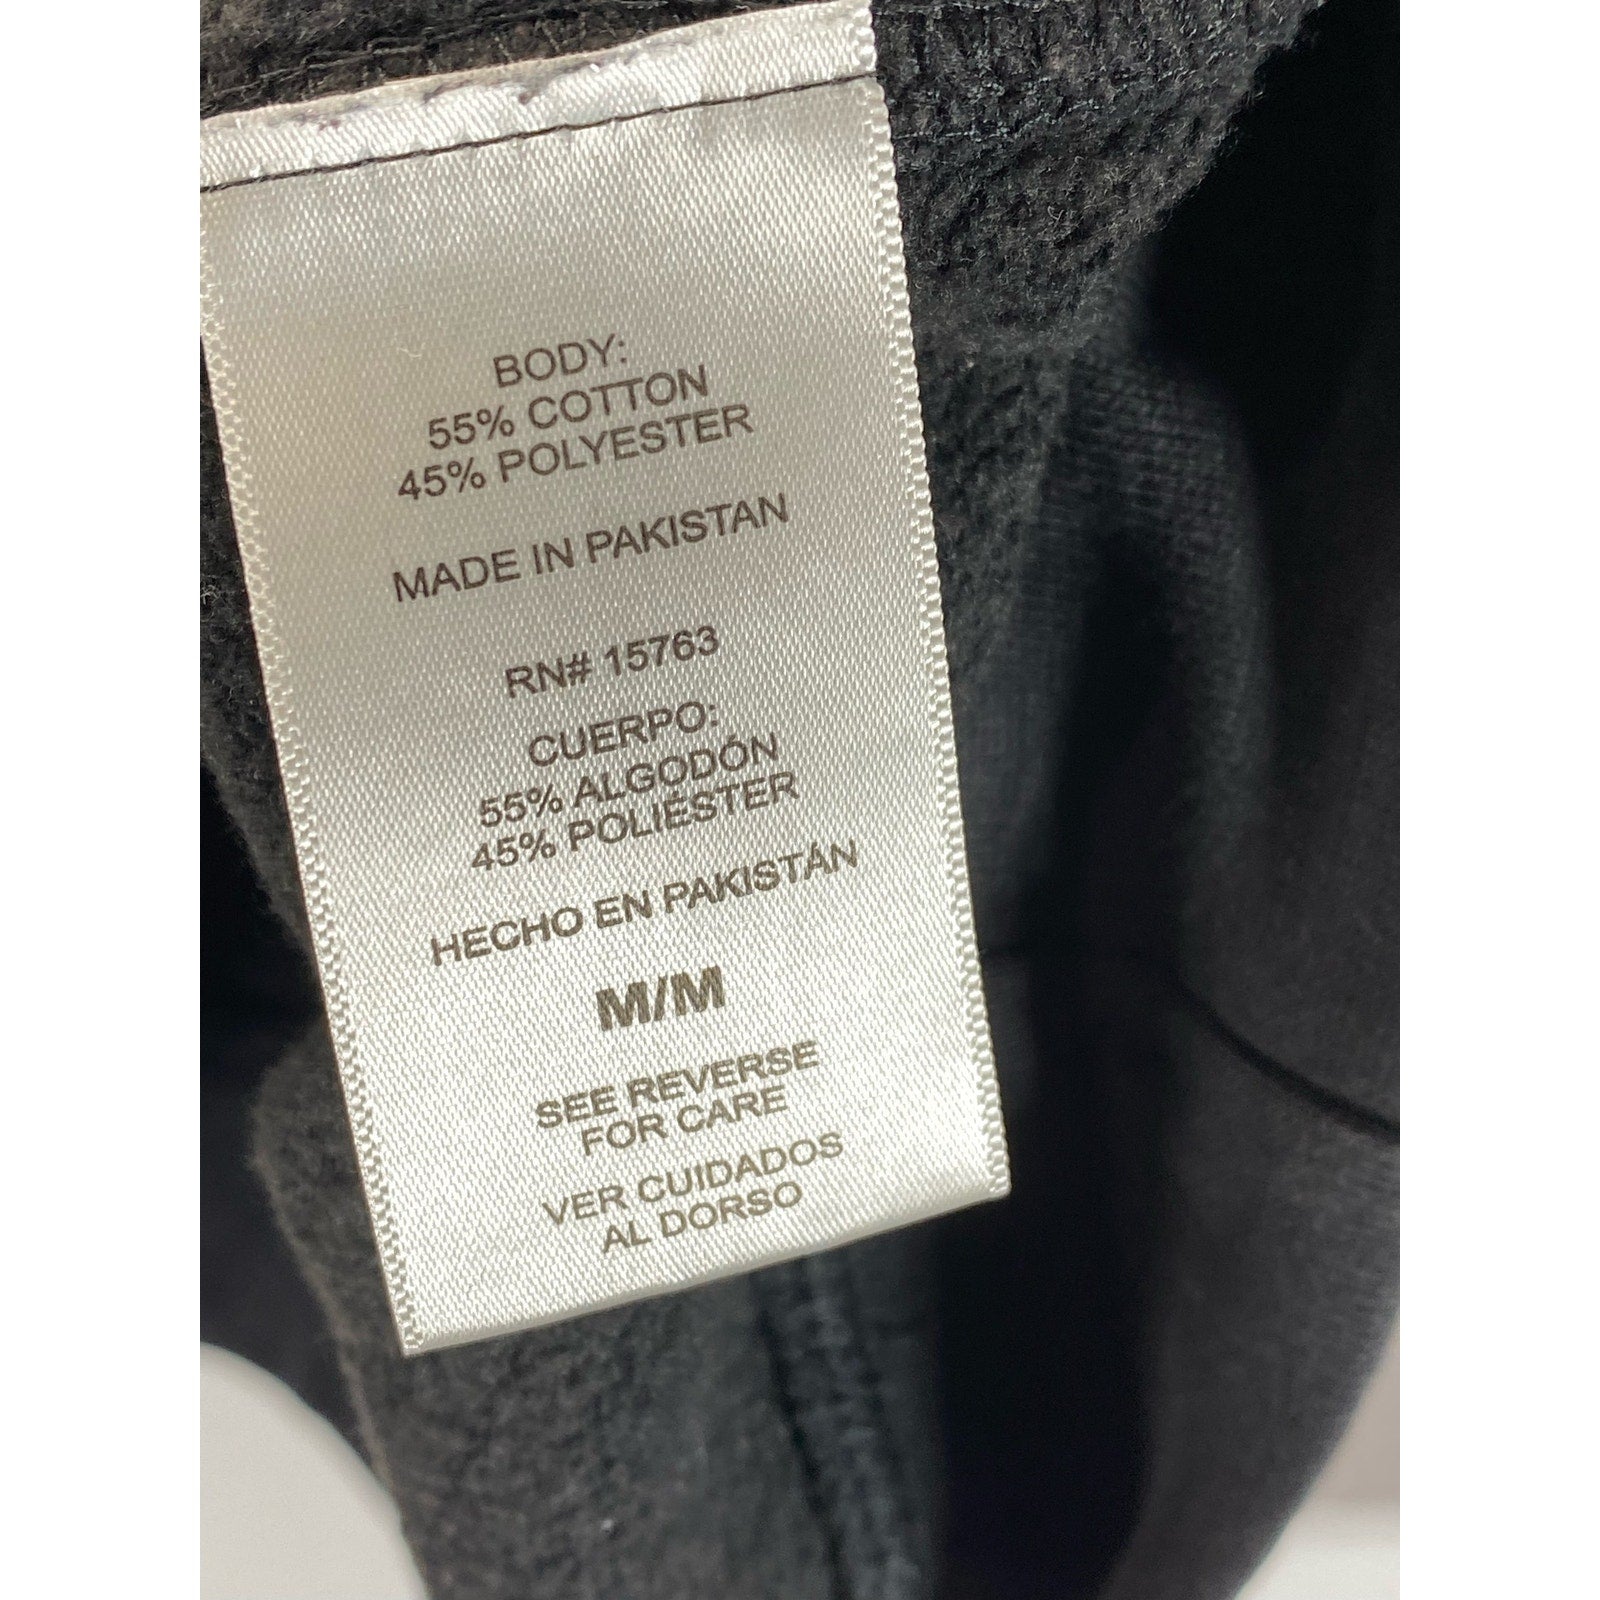 BODY:
55% COTTON
45% POLYESTER
MADE IN PAKISTAN
RN# 15763
CUERPO:
55% ALGODÓN
45% POLIÉSTER
HECHO EN PAKISTÁN
M/M
SEE REVERSE
FOR CARE
VER CUIDADOS
AL DORSO